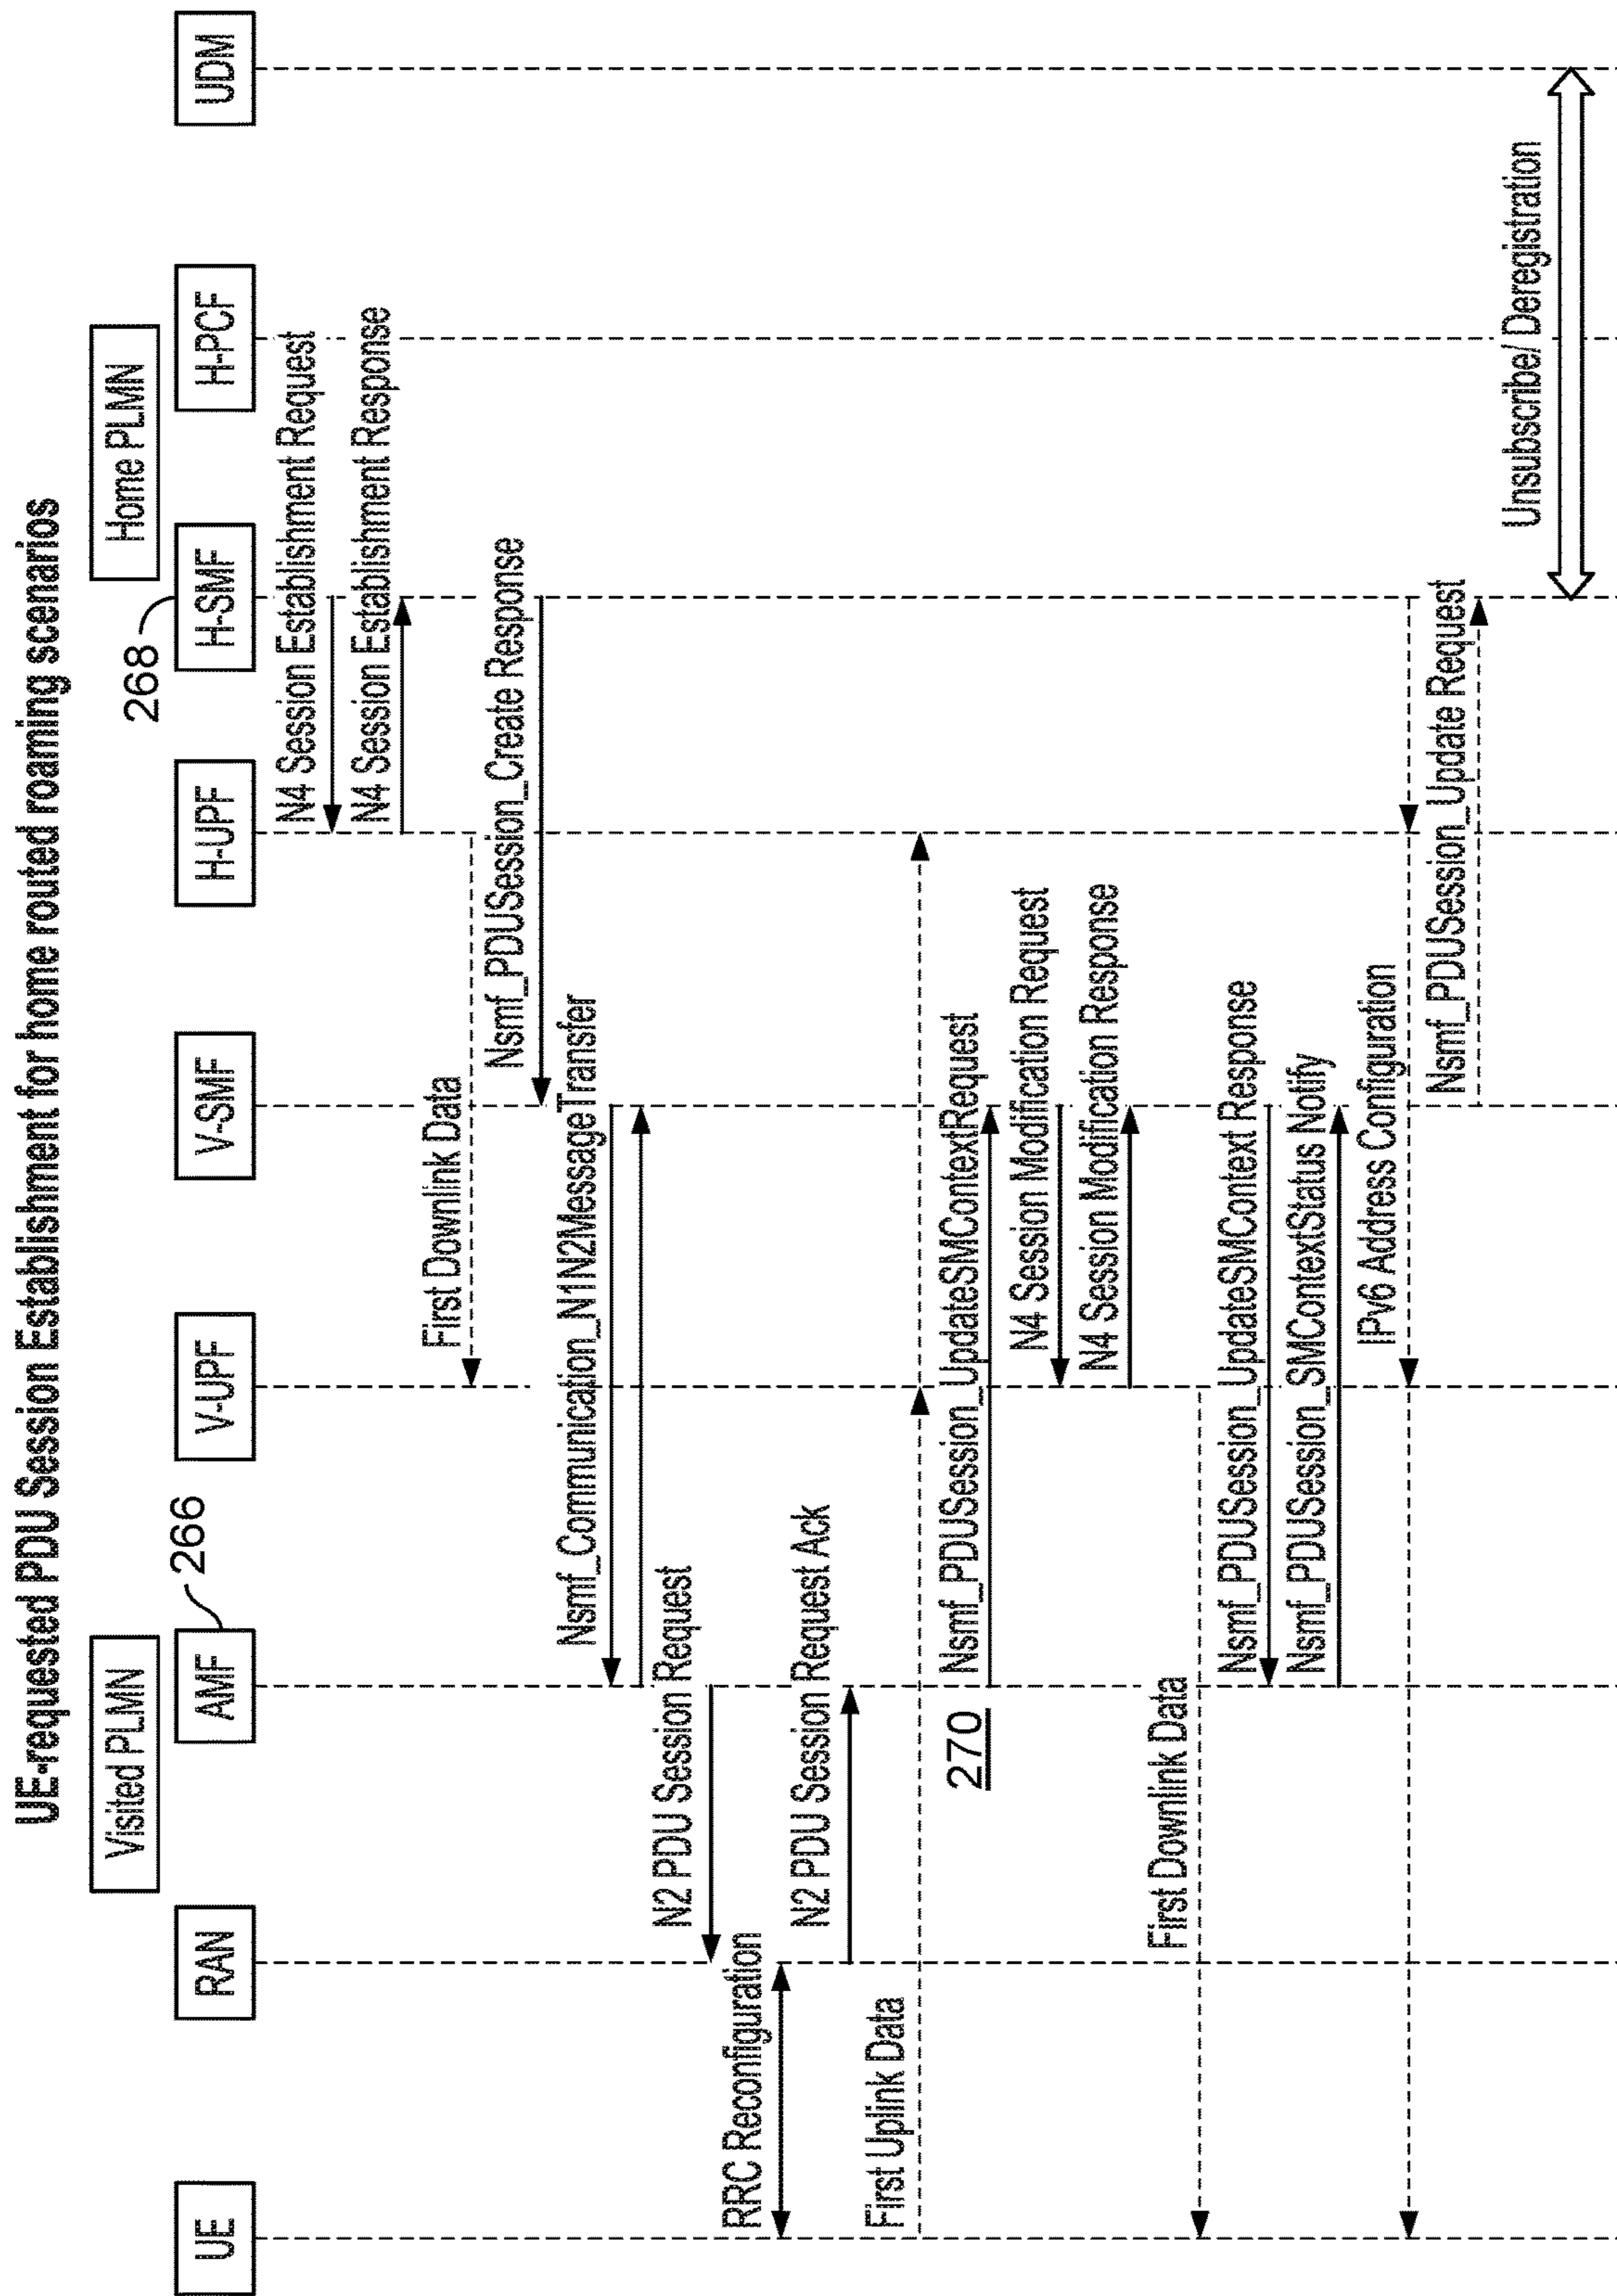 UE-requested PDU Session Establishment for home routed roaming scenarios
Visited PLMN
Home PLMN
266
268
UE
RAN
AMF
V-UPF
V-SMF
H-UPF
H-SMF
H-PCF
UDM
N4 Session Establishment Request
N4 Session Establishment Response
First Downlink Data
Nsmf_PDUSession_Create Response
Nsmf_Communication_N1N2MessageTransfer
N2 PDU Session Request
RRC Reconfiguration
N2 PDU Session Request Ack
First Uplink Data
270
Nsmf_PDUSession_UpdateSMContextRequest
N4 Session Modification Request
N4 Session Modification Response
First Downlink Data
Nsmf_PDUSession_UpdateSMContext Response
Nsmf_PDUSession_SMContextStatus Notify
IPv6 Address Configuration
Nsmf_PDUSession_Update Request
Unsubscribe/ Deregistration